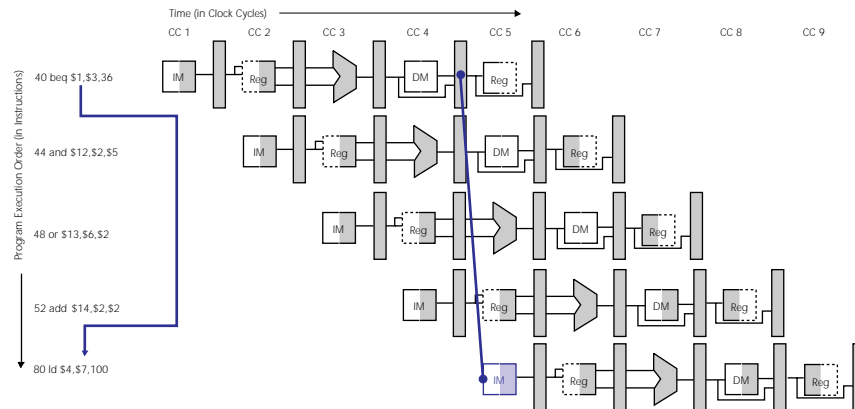 Time (in Clock Cycles)
CC 1 CC 2 CC 3 CC 4 CC 5 CC 6 CC 7 CC 8 CC 9
Program Execution Order (in Instructions)
40 beq $1,$3,36
IM Reg DM Reg
44 and $12,$2,$5
IM Reg DM Reg
48 or $13,$6,$2
IM Reg DM Reg
52 add $14,$2,$2
IM Reg DM Reg
80 ld $4,$7,100
IM Reg DM Reg